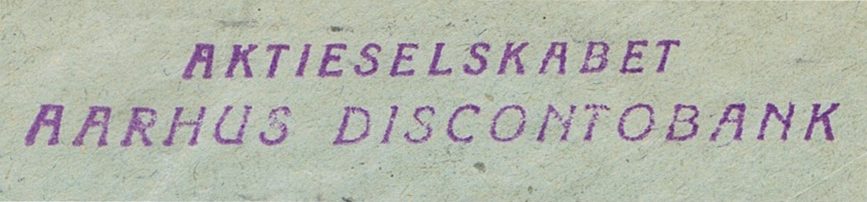 AKTIESELSKABET
AARHUS DISCONTOBANK